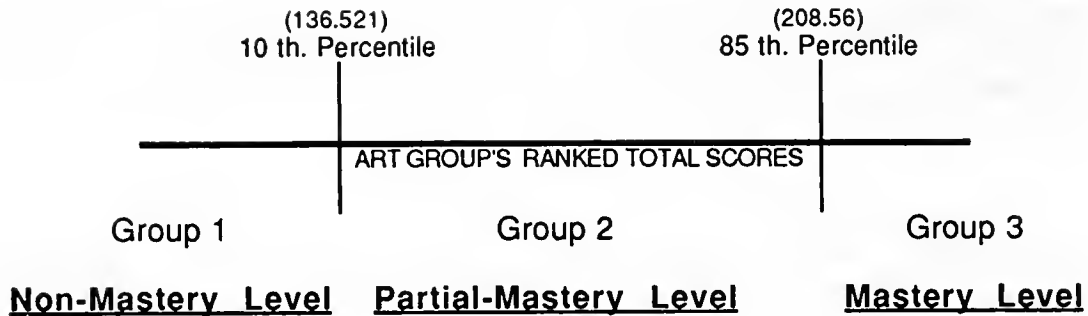 (136.521) (208.56)
10 th. Percentile 85 th. Percentile
ART GROUP'S RANKED TOTAL SCORES
Group 1 Group 2 Group 3
Non-Mastery Level Partial-Mastery Level Mastery Level